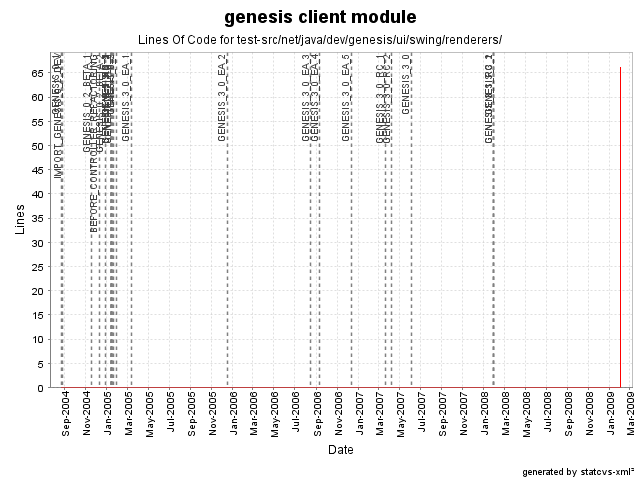 genesis client module
Lines Of Code for test-src/net/java/dev/genesis/ui/swing/renderers/
Lines
65
60
55
50
45
40
35
30
25
20
15
10
5
0
BEFORE_CONTROLLER_REFACTORING
GENESIS_3_0_EA_1
GENESIS_3_0_EA_2
GENESIS_3_0_EA_3
GENESIS_3_0_EA_4
GENESIS_3_0_EA_5
GENESIS_3_0_RC_1
GENESIS_3_0_RC_2
GENESIS_3_0
Sep-2004
Nov-2004
Jan-2005
Mar-2005
May-2005
Jul-2005
Sep-2005
Nov-2005
Jan-2006
Mar-2006
May-2006
Jul-2006
Sep-2006
Nov-2006
Jan-2007
Mar-2007
May-2007
Jul-2007
Sep-2007
Nov-2007
Jan-2008
Mar-2008
May-2008
Jul-2008
Sep-2008
Nov-2008
Jan-2009
Mar-2009
Date
generated by statcvs-xml²